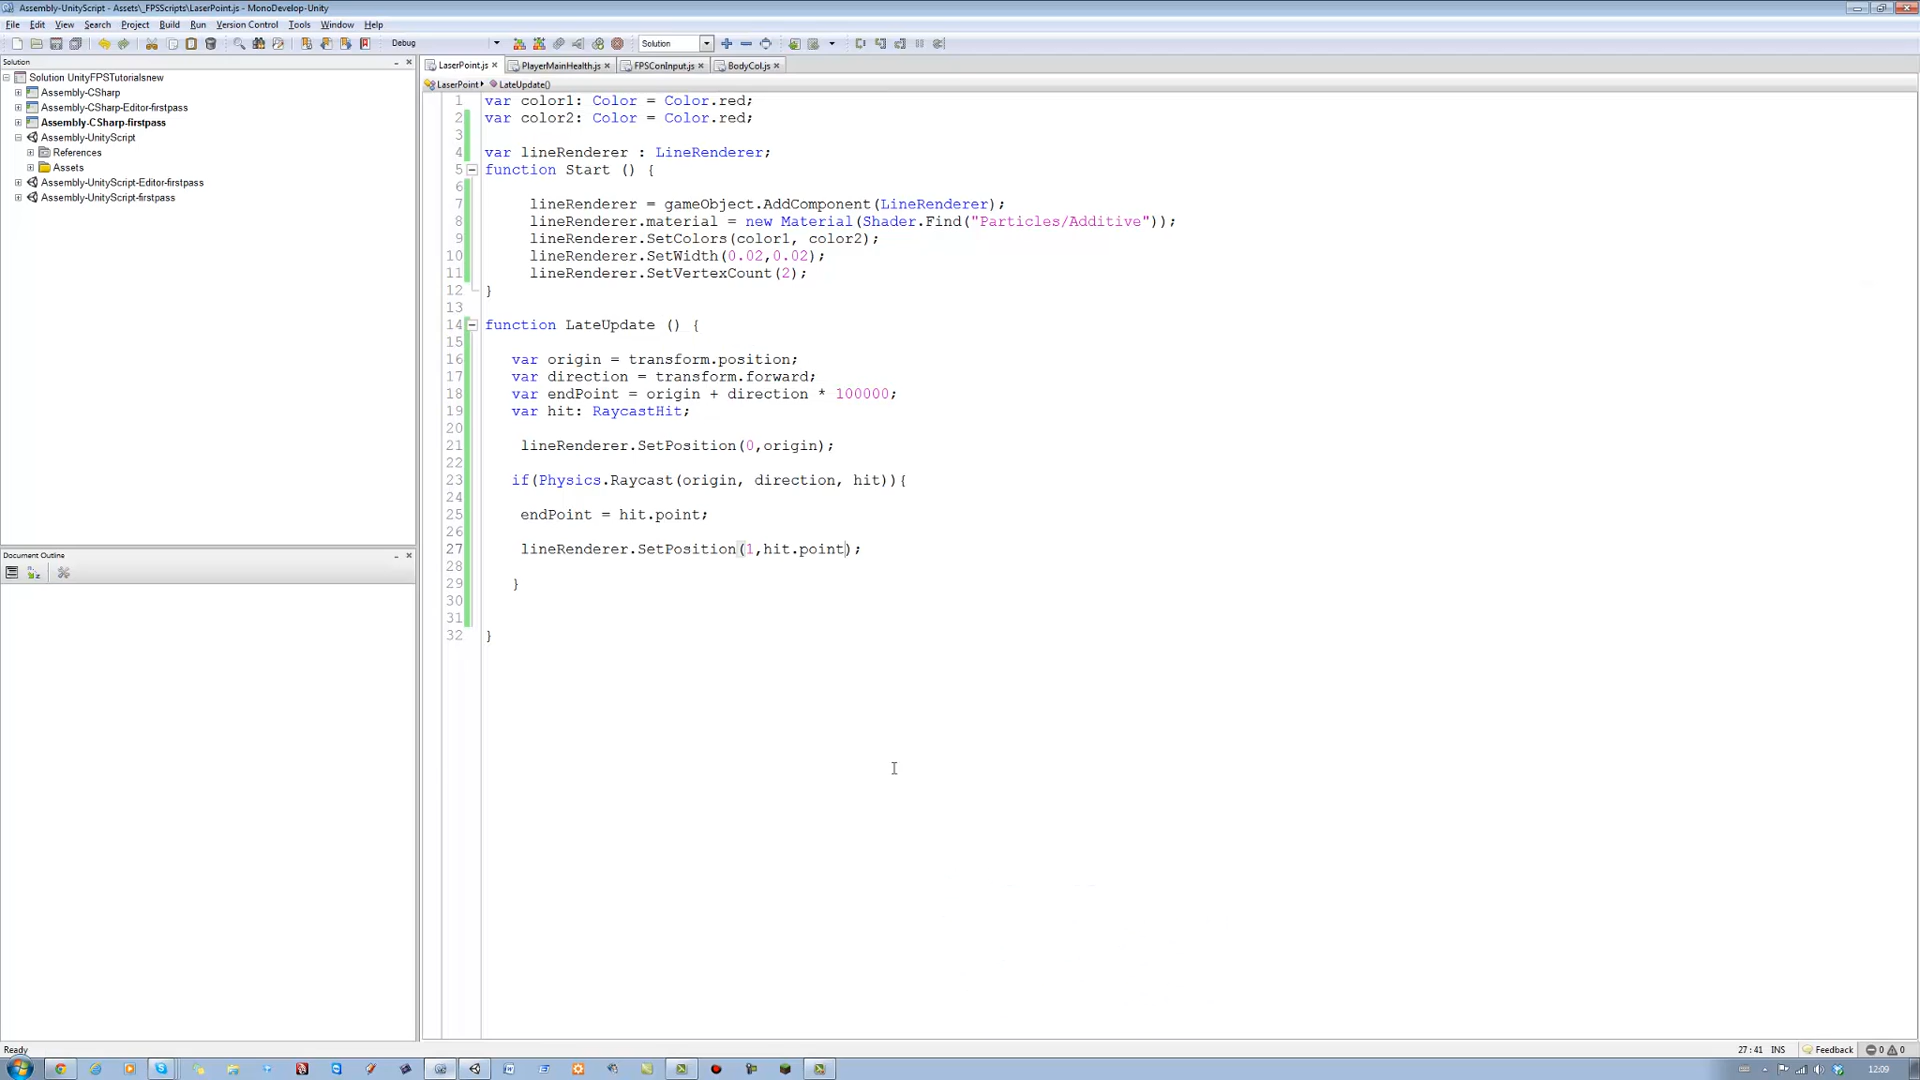 Assembly-UnityScript - Assets\_FPSScripts\LaserPoint.js - MonoDevelop-Unity
File Edit View Search Project Build Run Version Control Tools Window Help
Debug Solution
Solution
LaserPoint.js PlayerMainHealth.js FPSConInput.js BodyCol.js
Solution UnityFPSTutorialsnew
LaserPoint LateUpdate()
Assembly-CSharp
Assembly-CSharp-Editor-firstpass
Assembly-CSharp-firstpass
Assembly-UnityScript
References
Assets
Assembly-UnityScript-Editor-firstpass
Assembly-UnityScript-firstpass
Document Outline
1 var color1: Color = Color.red;
2 var color2: Color = Color.red;
3
4 var lineRenderer : LineRenderer;
5 function Start () {
6
7 lineRenderer = gameObject.AddComponent(LineRenderer);
8 lineRenderer.material = new Material(Shader.Find("Particles/Additive"));
9 lineRenderer.SetColors(color1, color2);
10 lineRenderer.SetWidth(0.02,0.02);
11 lineRenderer.SetVertexCount(2);
12 }
13
14 function LateUpdate () {
15
16 var origin = transform.position;
17 var direction = transform.forward;
18 var endPoint = origin + direction * 100000;
19 var hit: RaycastHit;
20
21 lineRenderer.SetPosition(0,origin);
22
23 if(Physics.Raycast(origin, direction, hit)){
24
25 endPoint = hit.point;
26
27 lineRenderer.SetPosition(1,hit.point);
28
29 }
30
31
32 }
Ready 27 : 41 INS Feedback 0 0
12:09